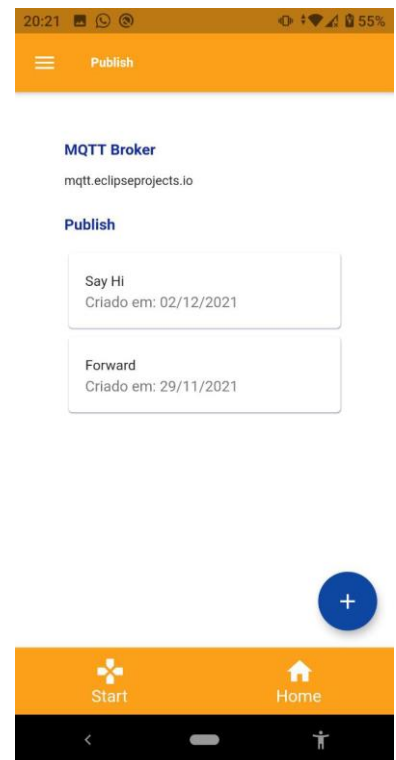 20:21 55%
Publish
MQTT Broker
mqtt.eclipseprojects.io
Publish
Say Hi
Criado em: 02/12/2021
Forward
Criado em: 29/11/2021
+
Start Home